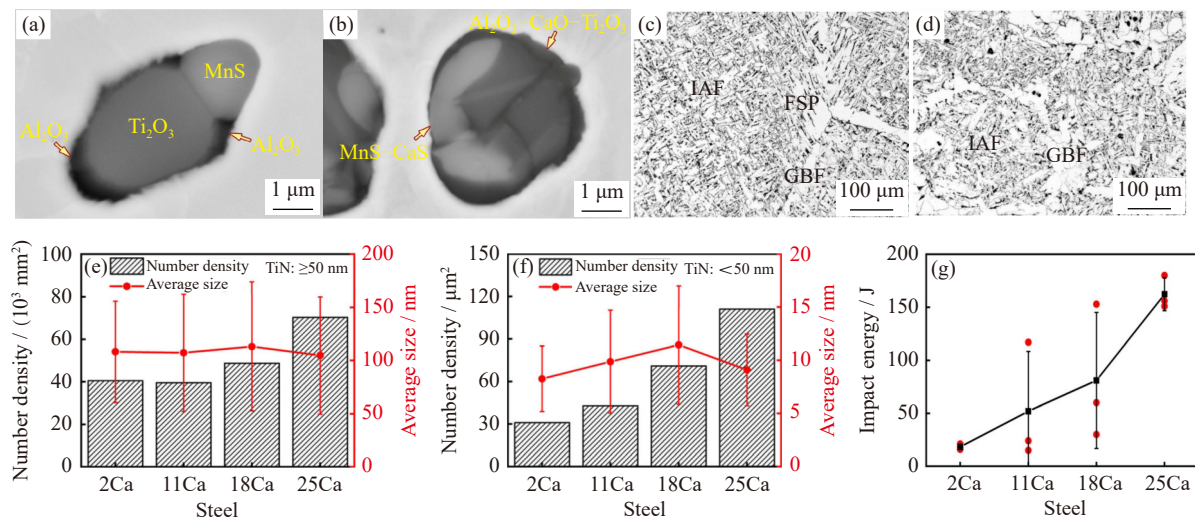 (a)
MnS
Ti₂O₃
Al₂O₃
Al₂O₃
1 μm
(b)
Al₂O₃−CaO−Ti₂O₃
MnS−CaS
1 μm
(c)
IAF
FSP
GBF
100 μm
(d)
IAF
GBF
100 μm
(e)
Number density
TiN: ≥50 nm
Average size
Number density / (10³ mm²)
100
80
60
40
20
0
200
150
100
50
0
Average size / nm
2Ca 11Ca 18Ca 25Ca
Steel
(f)
Number density
TiN: <50 nm
Average size
Number density / μm²
150
120
90
60
30
0
20
15
10
5
0
Average size / nm
2Ca 11Ca 18Ca 25Ca
Steel
(g)
Impact energy / J
200
150
100
50
0
2Ca 11Ca 18Ca 25Ca
Steel